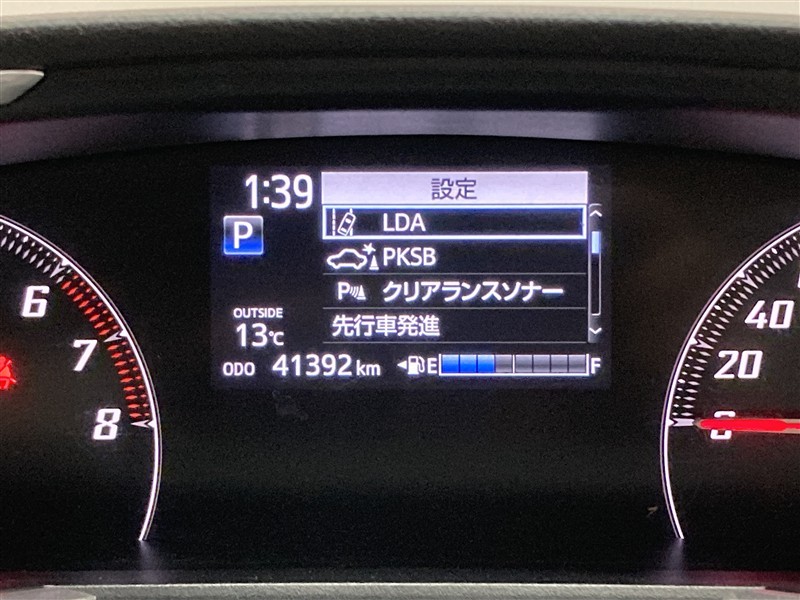 1:39
設定
P
LDA
PKSB
P クリアランスソナー
先行車発進
OUTSIDE
13℃
ODO 41392 km
E F
6
7
8
40
20
0